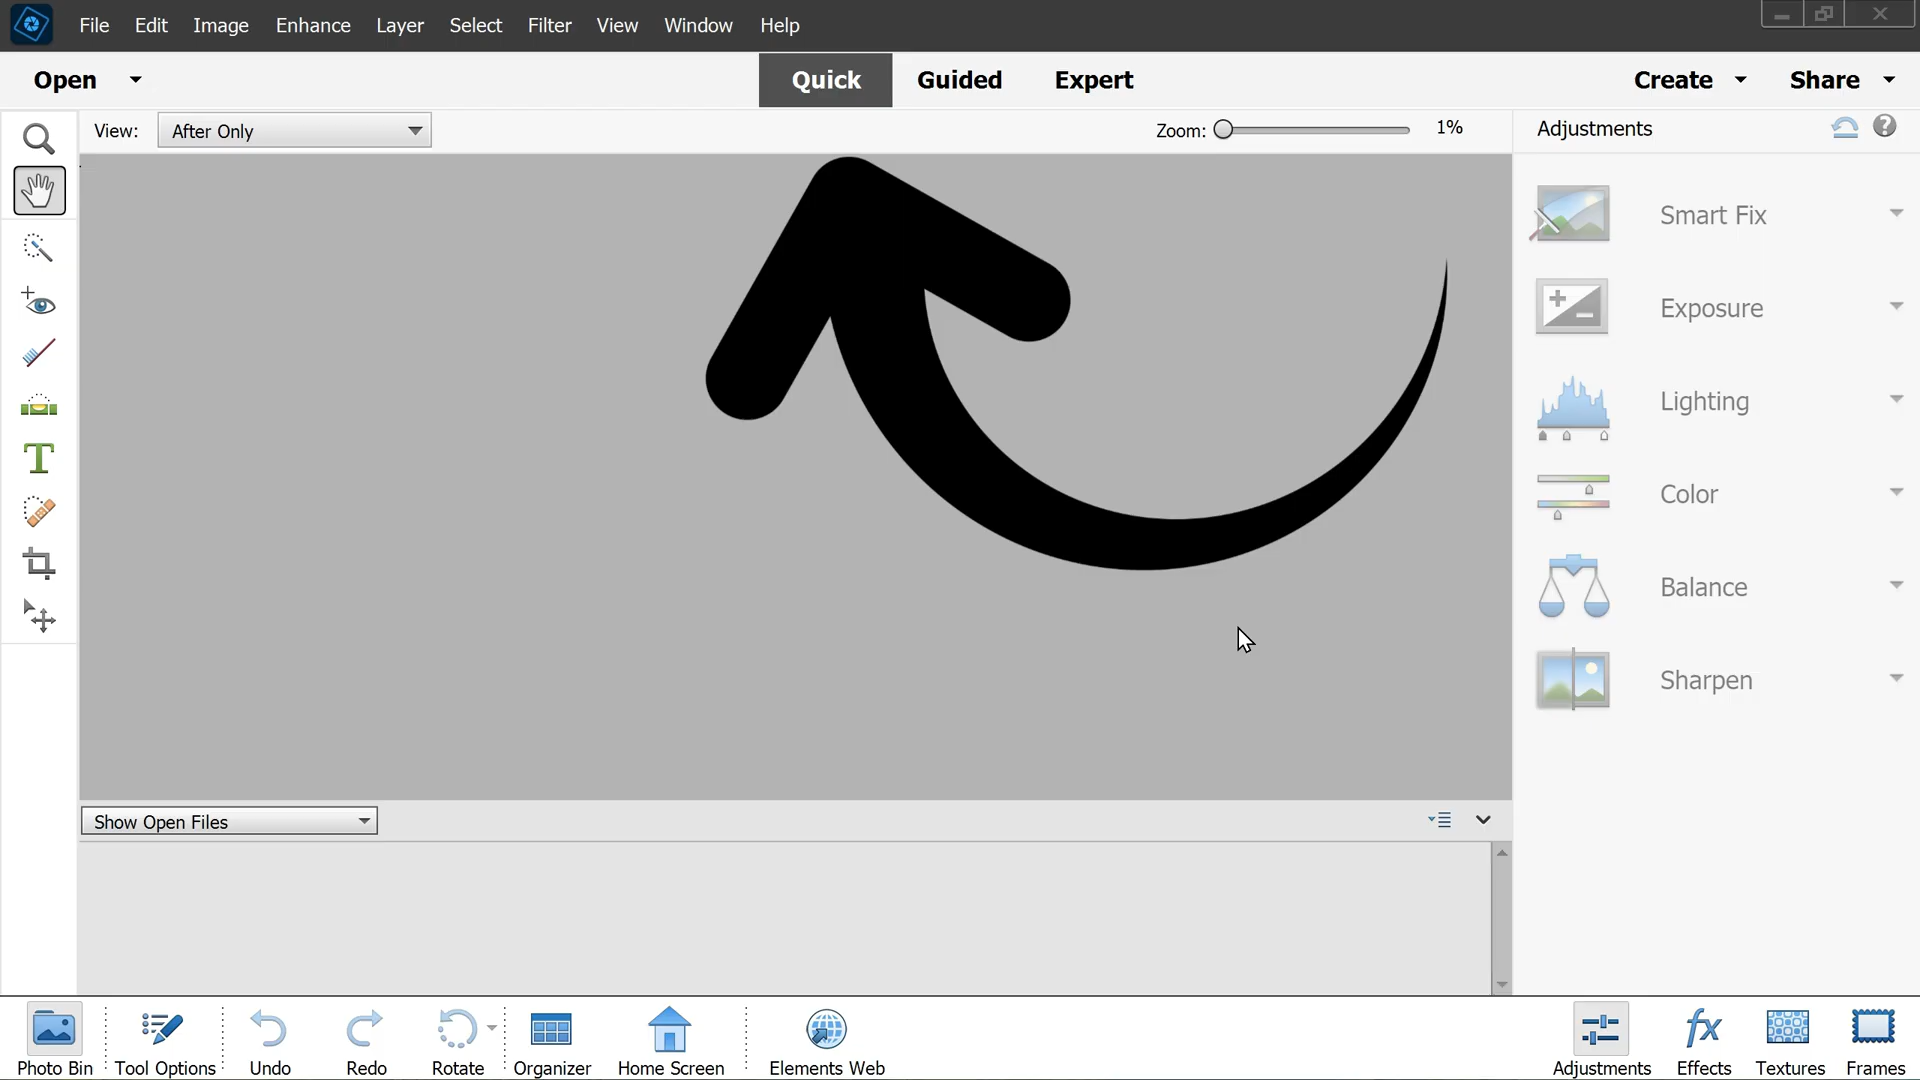 File Edit Image Enhance Layer Select Filter View Window Help
Open Quick Guided Expert Create Share
View: After Only Zoom: 1% Adjustments
Smart Fix
Exposure
Lighting
Color
Balance
Sharpen
Show Open Files
Photo Bin Tool Options Undo Redo Rotate Organizer Home Screen Elements Web Adjustments Effects Textures Frames